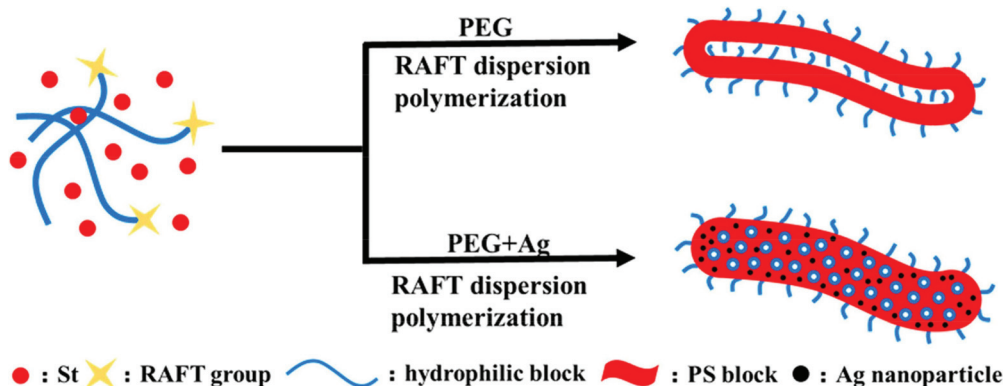 PEG
RAFT dispersion
polymerization
PEG+Ag
RAFT dispersion
polymerization
: St : RAFT group : hydrophilic block : PS block : Ag nanoparticle